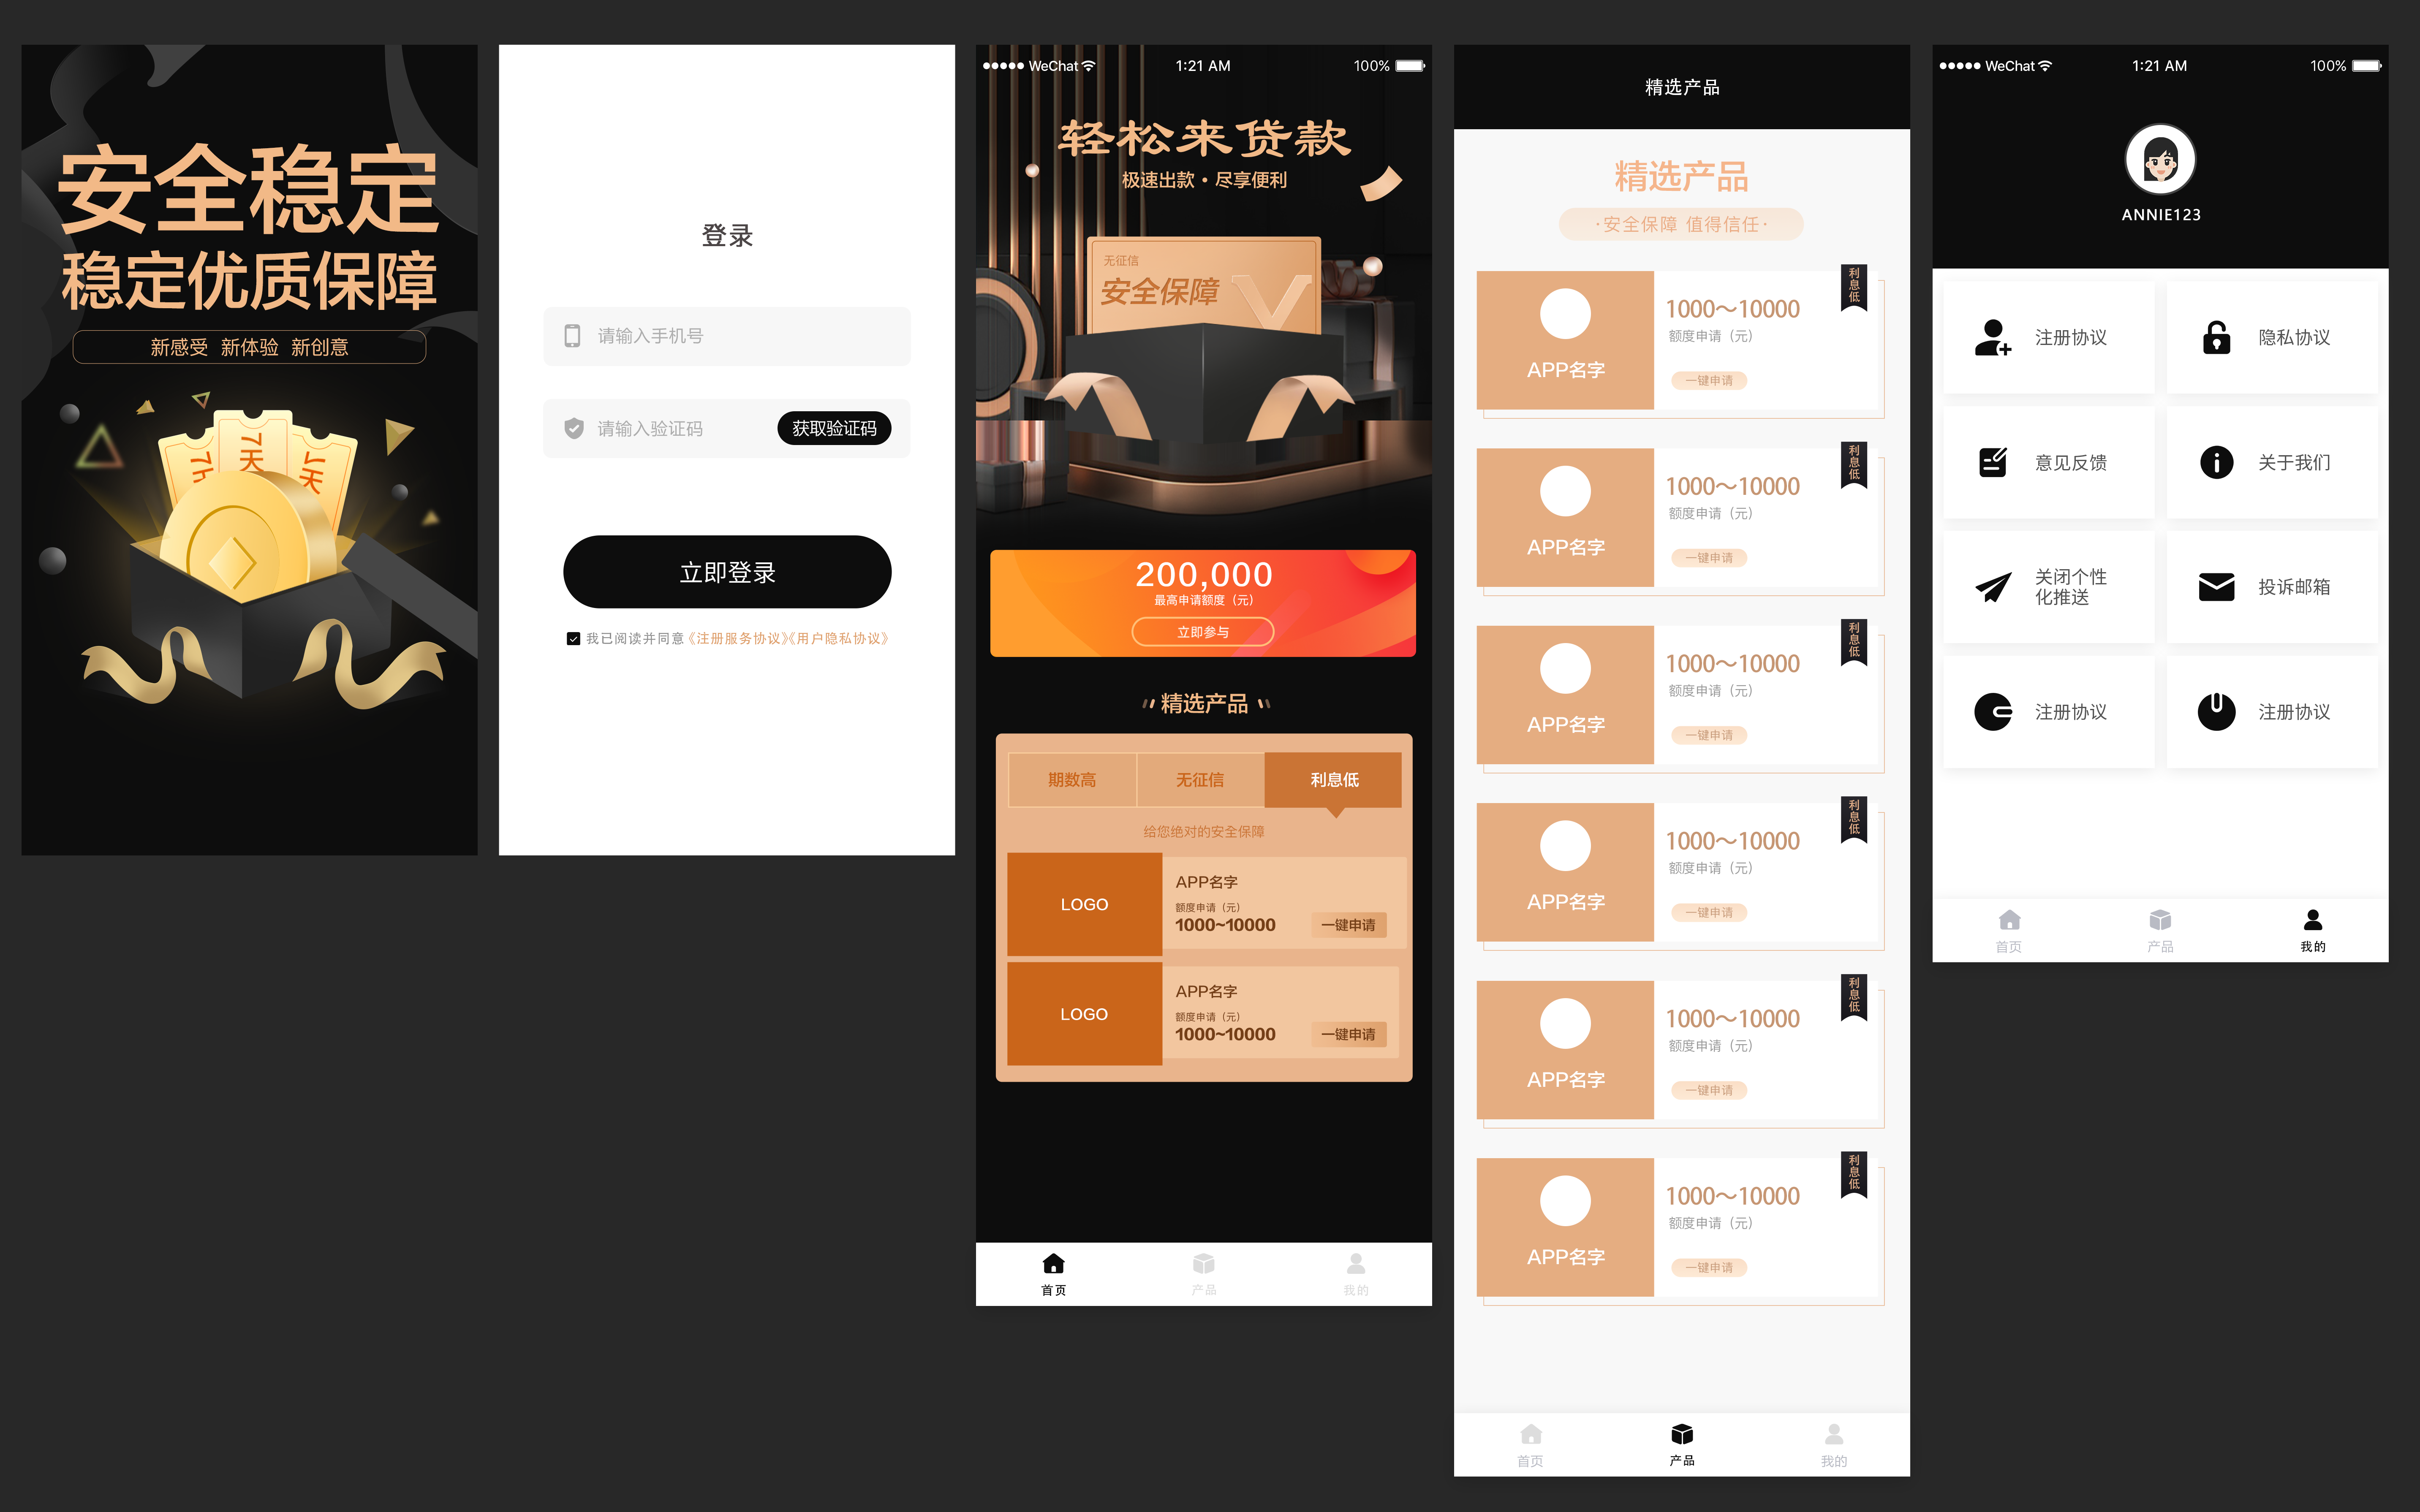 安全稳定
稳定优质保障
新感受 新体验 新创意
7天
7天
7天
登录
请输入手机号
请输入验证码
获取验证码
立即登录
我已阅读并同意《注册服务协议》《用户隐私协议》
WeChat 1:21 AM 100%
轻松来贷款
极速出款·尽享便利
无征信
安全保障
200,000
最高申请额度（元）
立即参与
精选产品
期数高 无征信 利息低
给您绝对的安全保障
LOGO
APP名字
额度申请（元）
1000~10000
一键申请
LOGO
APP名字
额度申请（元）
1000~10000
一键申请
首页 产品 我的
精选产品
精选产品
·安全保障 值得信任·
利息低
1000～10000
额度申请（元）
APP名字
一键申请
利息低
1000～10000
额度申请（元）
APP名字
一键申请
利息低
1000～10000
额度申请（元）
APP名字
一键申请
利息低
1000～10000
额度申请（元）
APP名字
一键申请
利息低
1000～10000
额度申请（元）
APP名字
一键申请
利息低
1000～10000
额度申请（元）
APP名字
一键申请
首页 产品 我的
WeChat 1:21 AM 100%
ANNIE123
注册协议 隐私协议
意见反馈 关于我们
关闭个性
化推送
投诉邮箱
注册协议 注册协议
首页 产品 我的